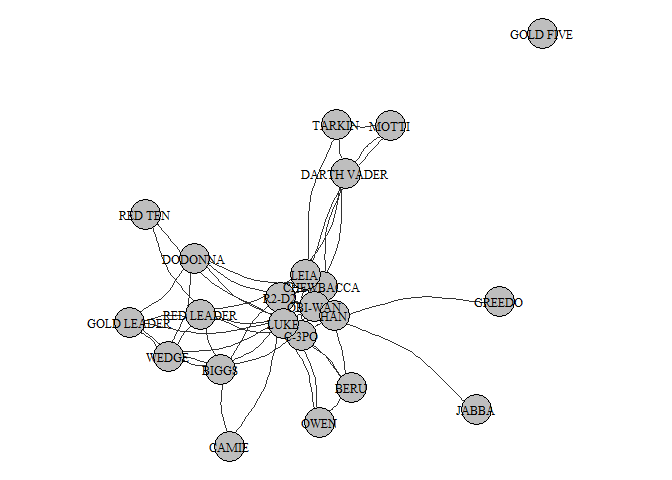 GOLD FIVE
TARKIN
MOTTI
DARTH VADER
RED TEN
DODONNA
LEIA
CHEWBACCA
R2-D2
OBI-WAN
GREEDO
HAN
RED LEADER
GOLD LEADER
LUKE
C-3PO
WEDGE
BIGGS
BERU
JABBA
OWEN
CAMIE